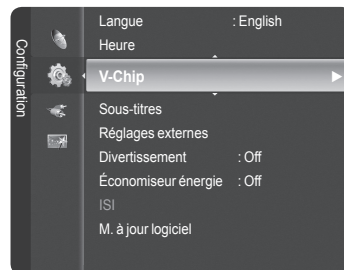 Configuration
Langue : English
Heure
V-Chip
Sous-titres
Réglages externes
Divertissement : Off
Économiseur énergie : Off
ISI
M. à jour logiciel